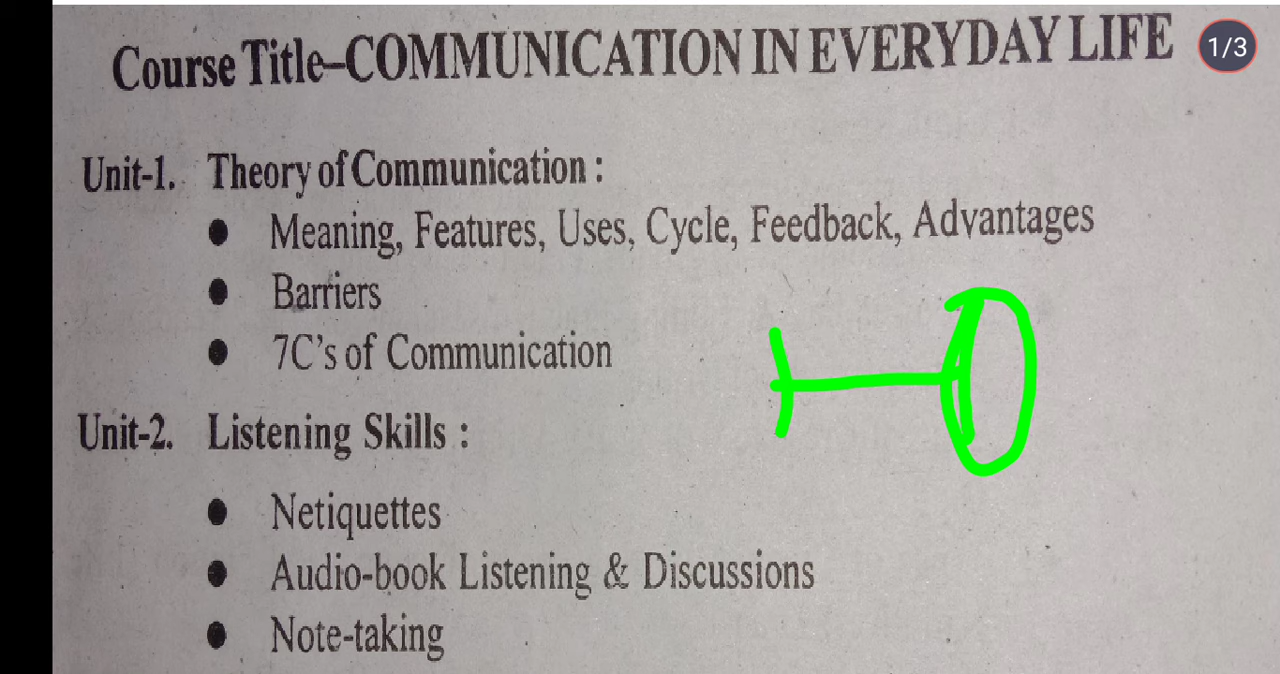 Course Title–COMMUNICATION IN EVERYDAY LIFE
1/3
Unit-1. Theory of Communication :
● Meaning, Features, Uses, Cycle, Feedback, Advantages
● Barriers
● 7C's of Communication
Unit-2. Listening Skills :
● Netiquettes
● Audio-book Listening & Discussions
● Note-taking